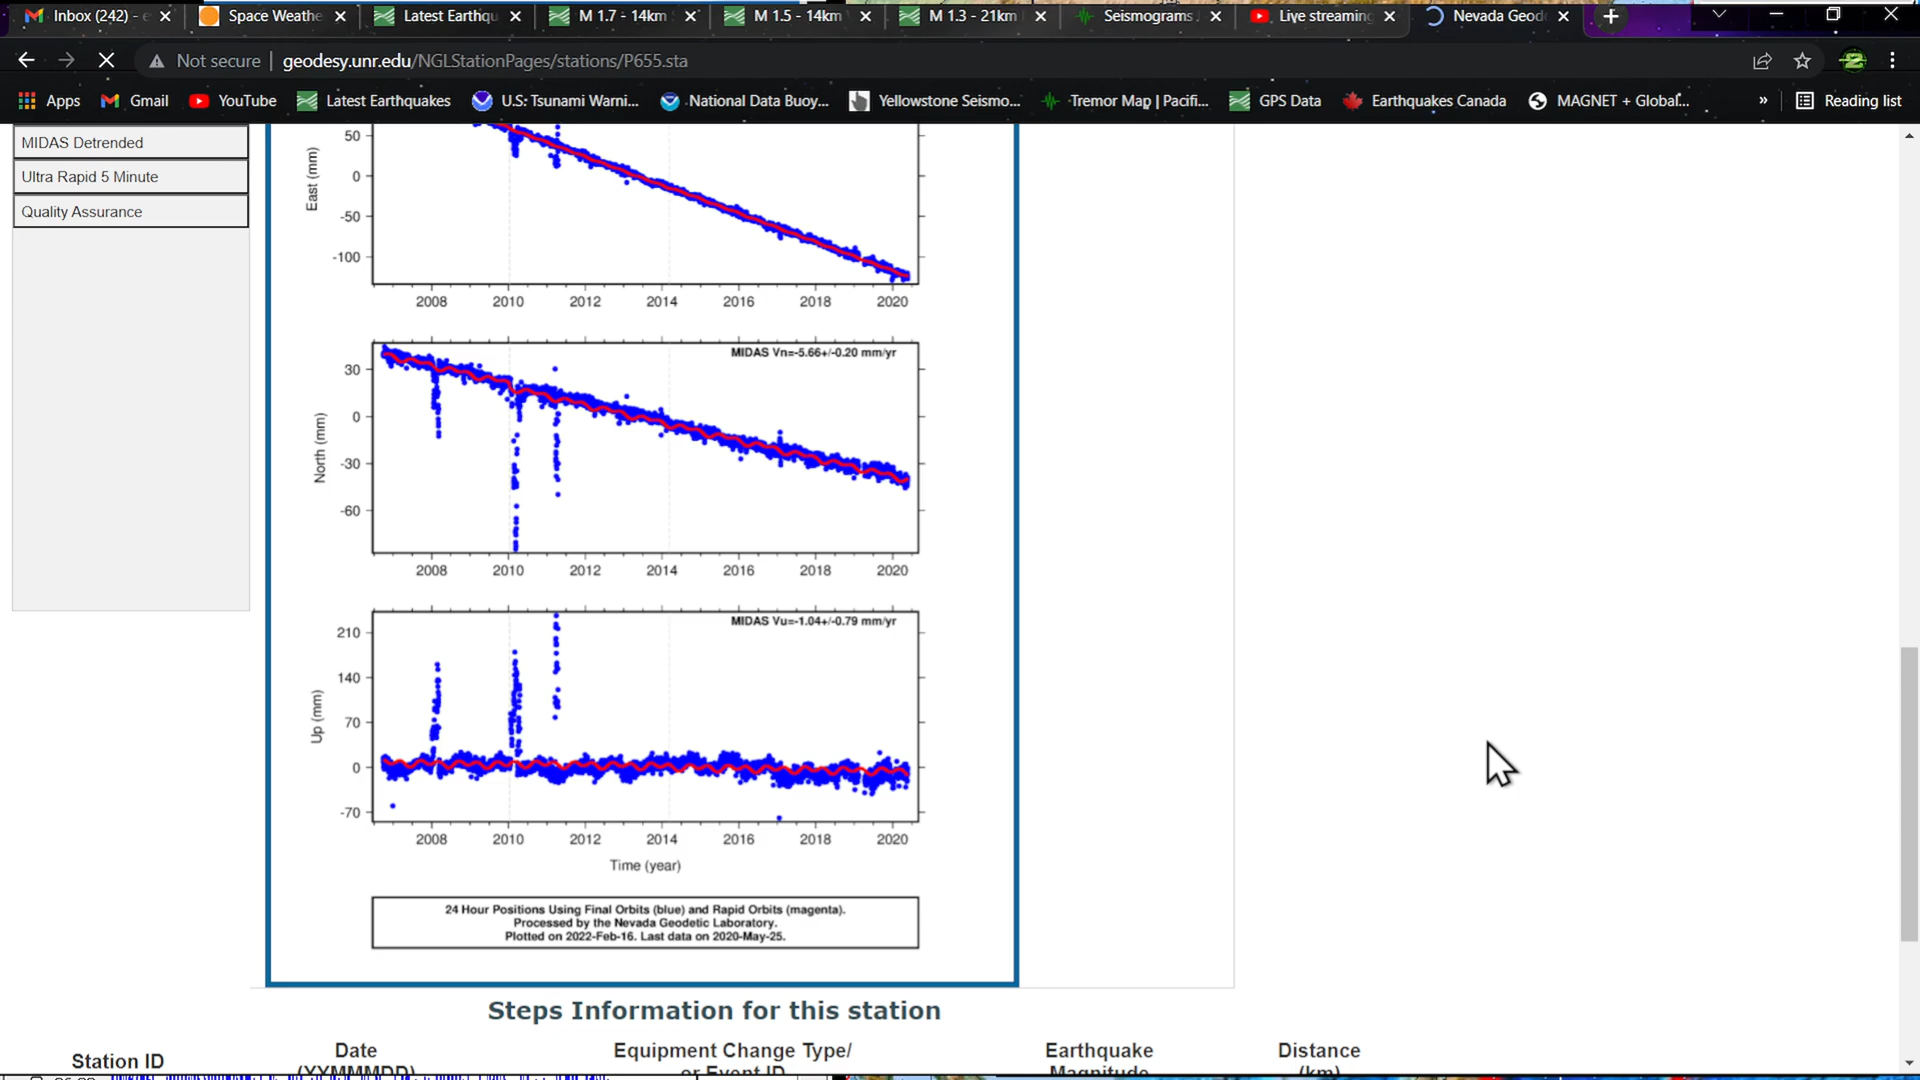 Inbox (242) - e
Space Weathe
Latest Earthqu
M 1.7 - 14km S
M 1.5 - 14km
M 1.3 - 21km
Seismograms
Live streaming
Nevada Geod
Not secure
geodesy.unr.edu/NGLStationPages/stations/P655.sta
Apps
Gmail
YouTube
Latest Earthquakes
U.S. Tsunami Warni...
National Data Buoy...
Yellowstone Seismo...
Tremor Map | Pacifi...
GPS Data
Earthquakes Canada
MAGNET + Global...
»
Reading list
MIDAS Detrended
Ultra Rapid 5 Minute
Quality Assurance
East (mm)
50
0
-50
-100
2008 2010 2012 2014 2016 2018 2020
MIDAS Vn=-5.66+/-0.20 mm/yr
North (mm)
30
0
-30
-60
2008 2010 2012 2014 2016 2018 2020
MIDAS Vu=-1.04+/-0.79 mm/yr
Up (mm)
210
140
70
0
-70
2008 2010 2012 2014 2016 2018 2020
Time (year)
24 Hour Positions Using Final Orbits (blue) and Rapid Orbits (magenta).
Processed by the Nevada Geodetic Laboratory.
Plotted on 2022-Feb-16. Last data on 2020-May-25.
Steps Information for this station
Station ID
Date
(YYMMMDD)
Equipment Change Type/
or Event ID
Earthquake
Magnitude
Distance
(km)